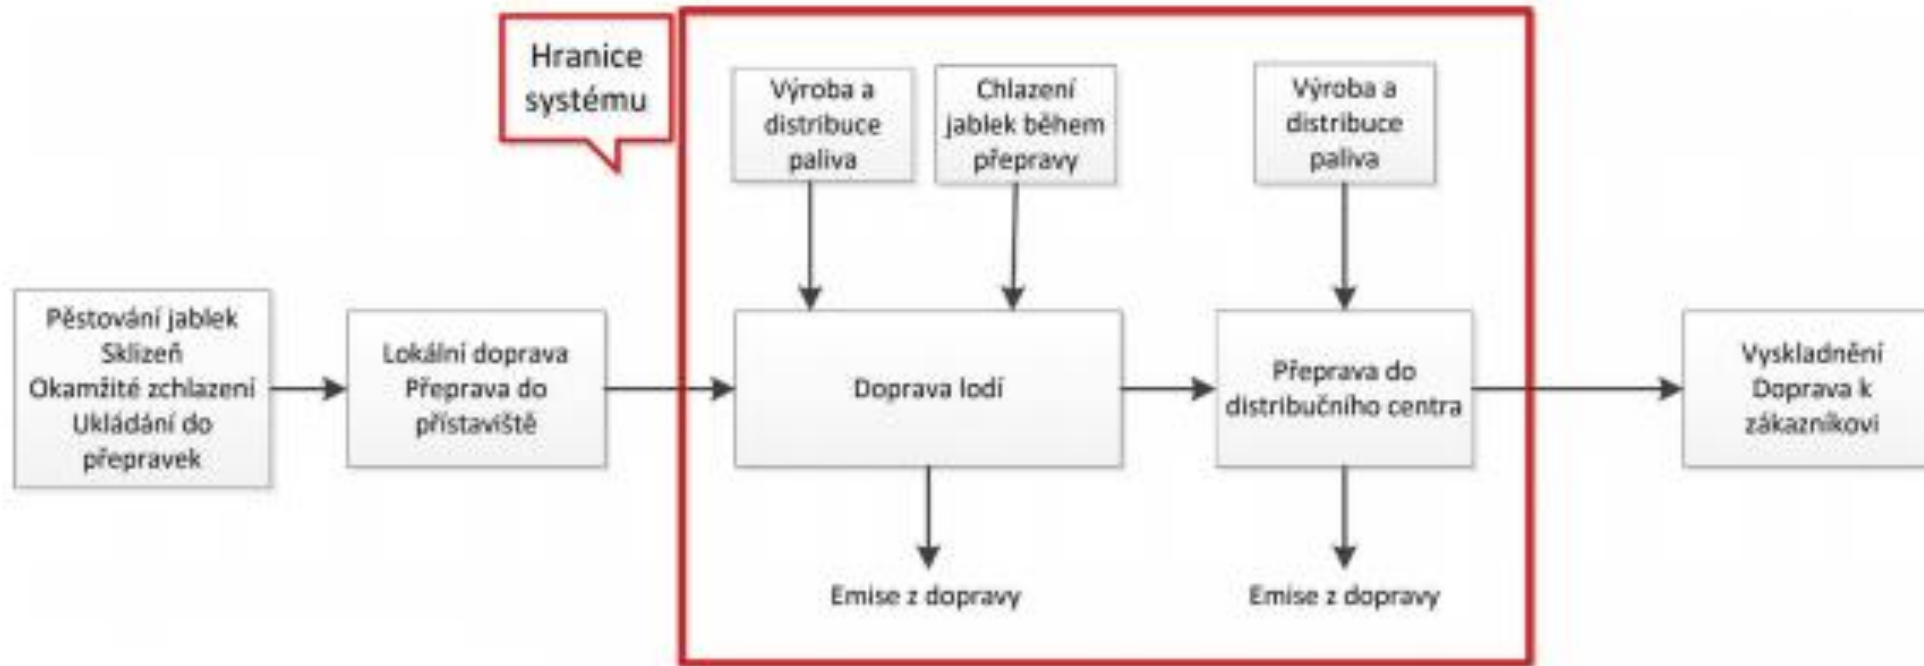 Hranice
systému
Výroba a
distribuce
paliva
Chlazení
jablek během
přepravy
Výroba a
distribuce
paliva
Pěstování jablek
Sklizeň
Okamžité zchlazení
Ukládání do
přepravek
Lokální doprava
Přeprava do
přístaviště
Doprava lodí
Přeprava do
distribučního centra
Vyskladnění
Doprava k
zákazníkovi
Emise z dopravy
Emise z dopravy